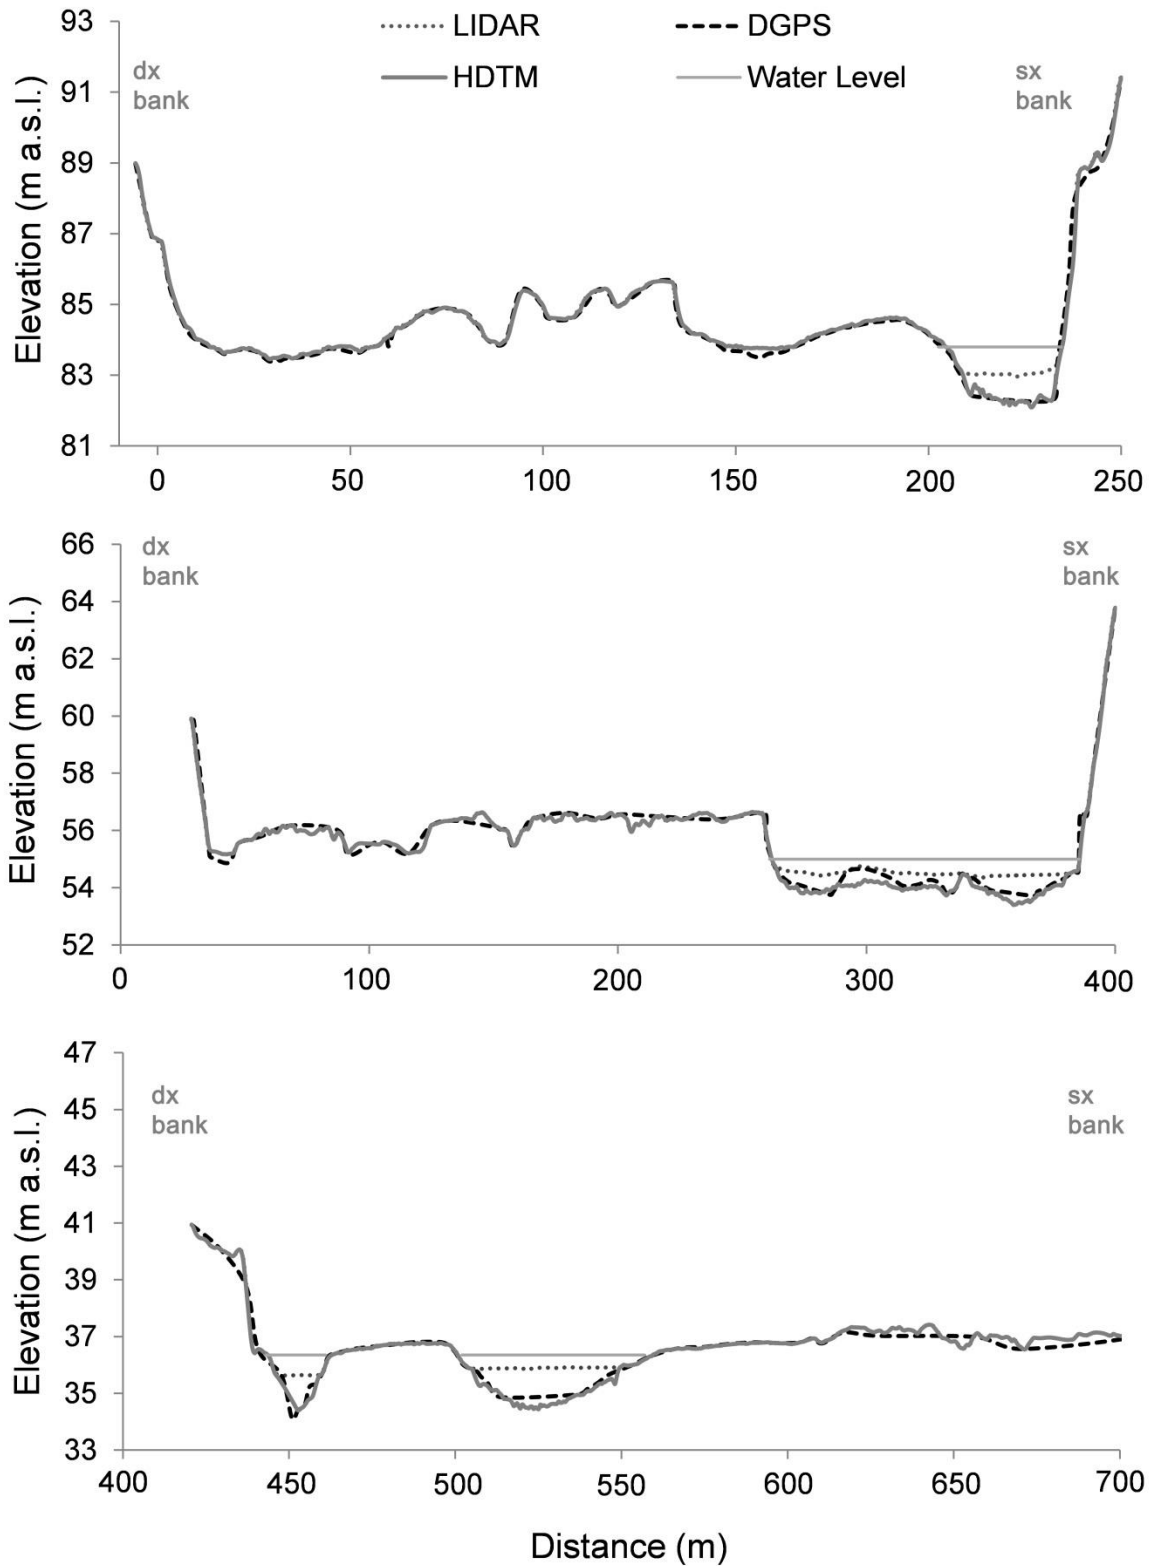 93
LIDAR
DGPS
HDTM
Water Level
dx
bank
sx
bank
91
89
87
85
83
81
Elevation (m a.s.l.)
0
50
100
150
200
250
66
dx
bank
sx
bank
64
62
60
58
56
54
52
Elevation (m a.s.l.)
0
100
200
300
400
47
dx
bank
sx
bank
45
43
41
39
37
35
33
Elevation (m a.s.l.)
400
450
500
550
600
650
700
Distance (m)